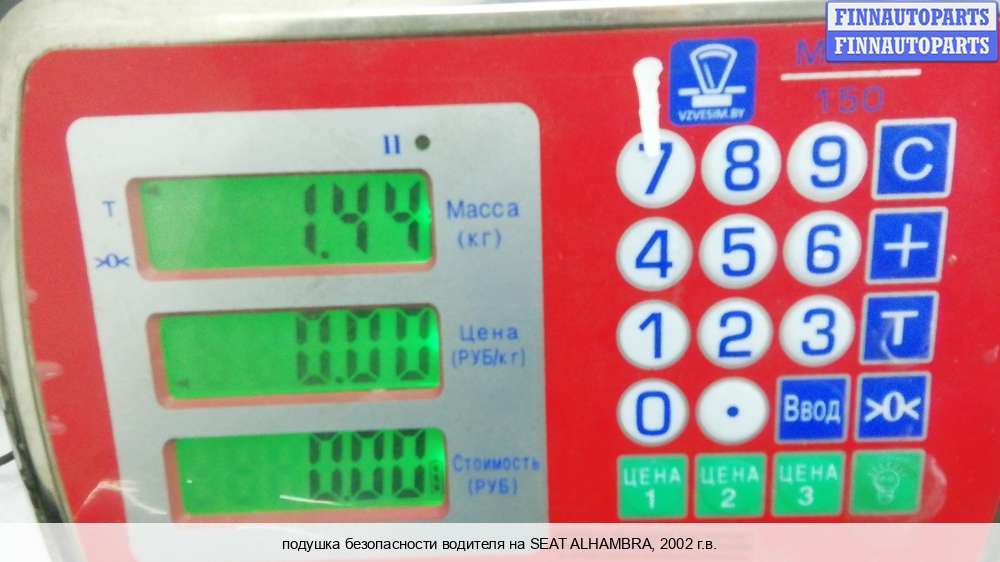 FINNAUTOPARTS
FINNAUTOPARTS
150
VZVESIM.BY
T
1.44
Масса
(кг)
>0<
0.00
Цена
(РУБ/кг)
0.00
Стоимость
(РУБ)
7 8 9 C
4 5 6 +
1 2 3 T
0 . Ввод >0<
ЦЕНА 1
ЦЕНА 2
ЦЕНА 3
подушка безопасности водителя на SEAT ALHAMBRA, 2002 г.в.